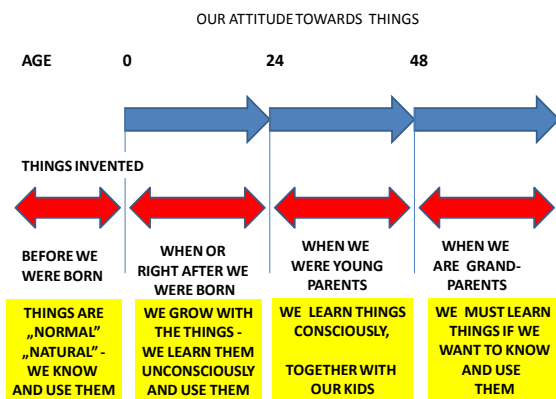 OUR ATTITUDE TOWARDS THINGS
AGE 0 24 48
THINGS INVENTED
BEFORE WE
WERE BORN
WHEN OR
RIGHT AFTER WE
WERE BORN
WHEN WE
WERE YOUNG
PARENTS
WHEN WE
ARE GRAND-
PARENTS
THINGS ARE
„NORMAL”
„NATURAL”-
WE KNOW
AND USE THEM
WE GROW WITH
THE THINGS -
WE LEARN THEM
UNCONSCIOUSLY
AND USE THEM
WE LEARN THINGS
CONSCIOUSLY,
TOGETHER WITH
OUR KIDS
WE MUST LEARN
THINGS IF WE
WANT TO KNOW
AND USE
THEM